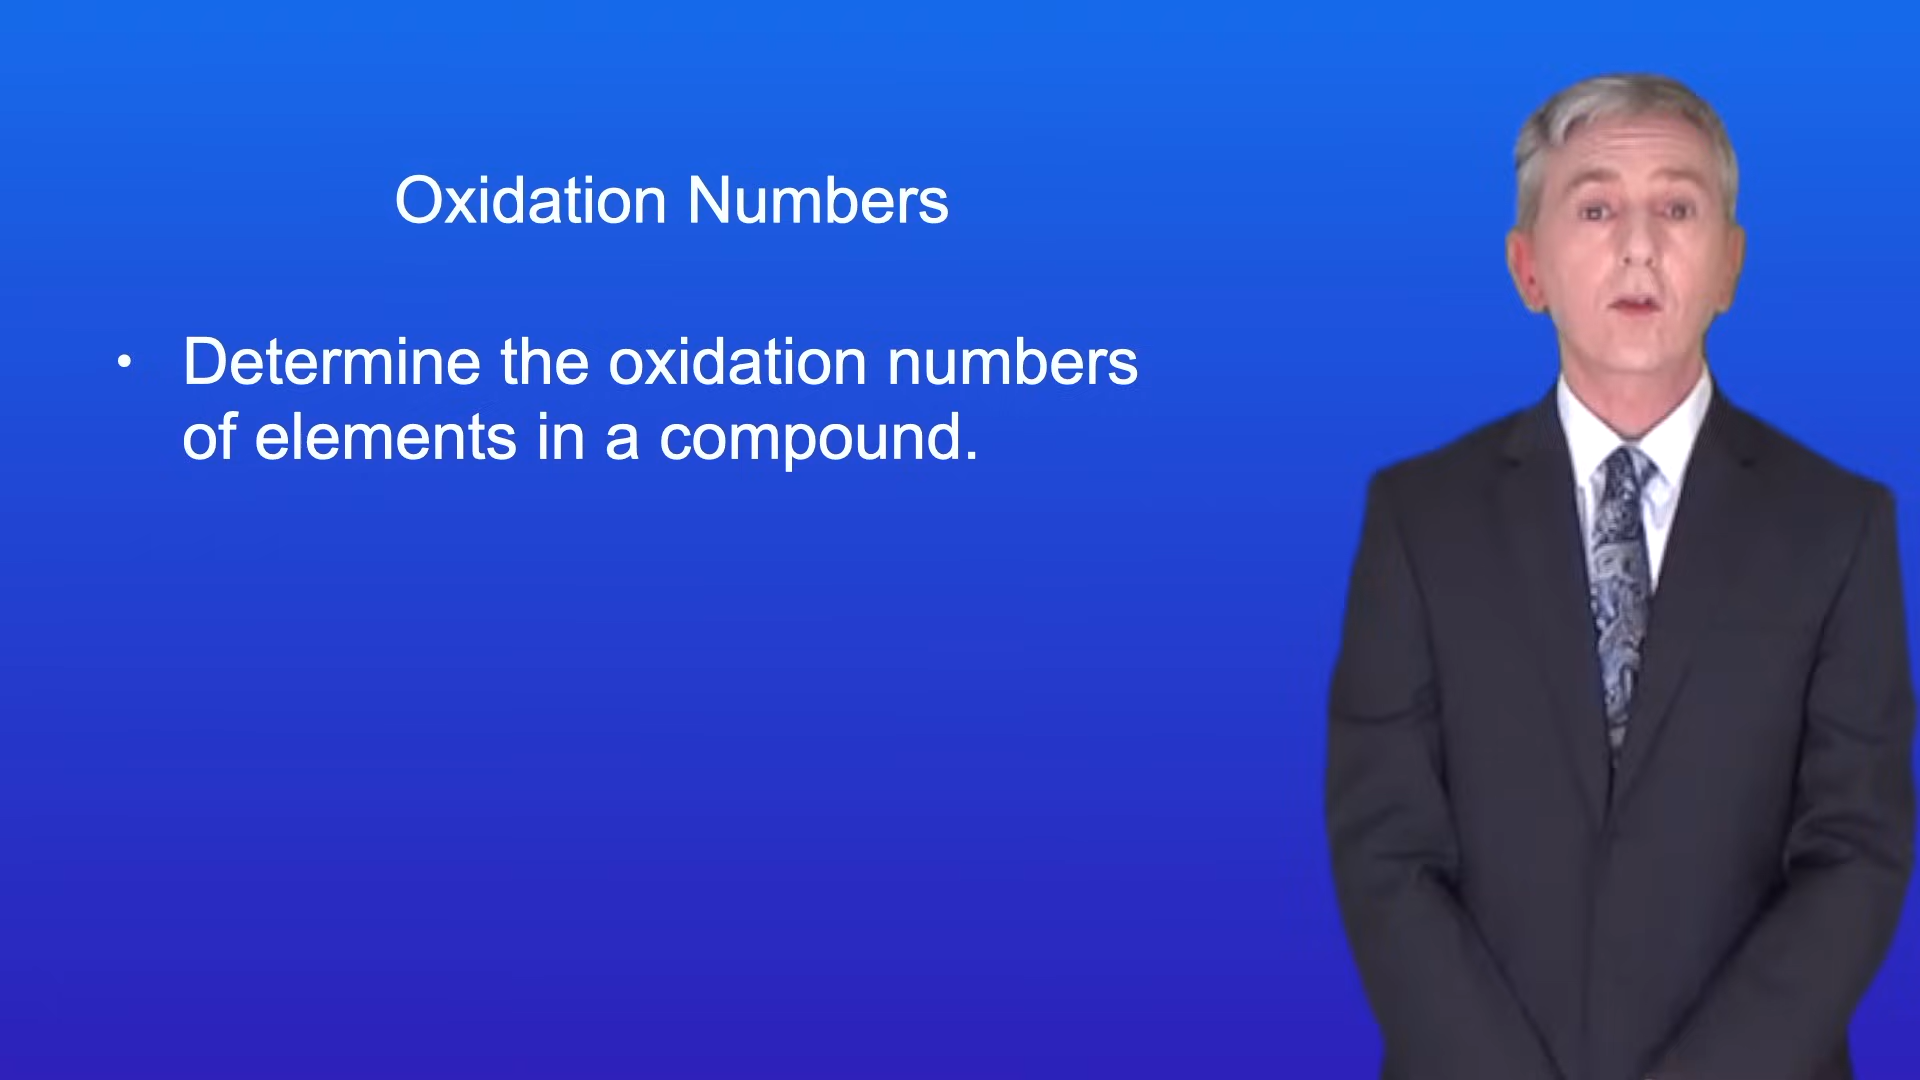 Oxidation Numbers
• Determine the oxidation numbers
of elements in a compound.